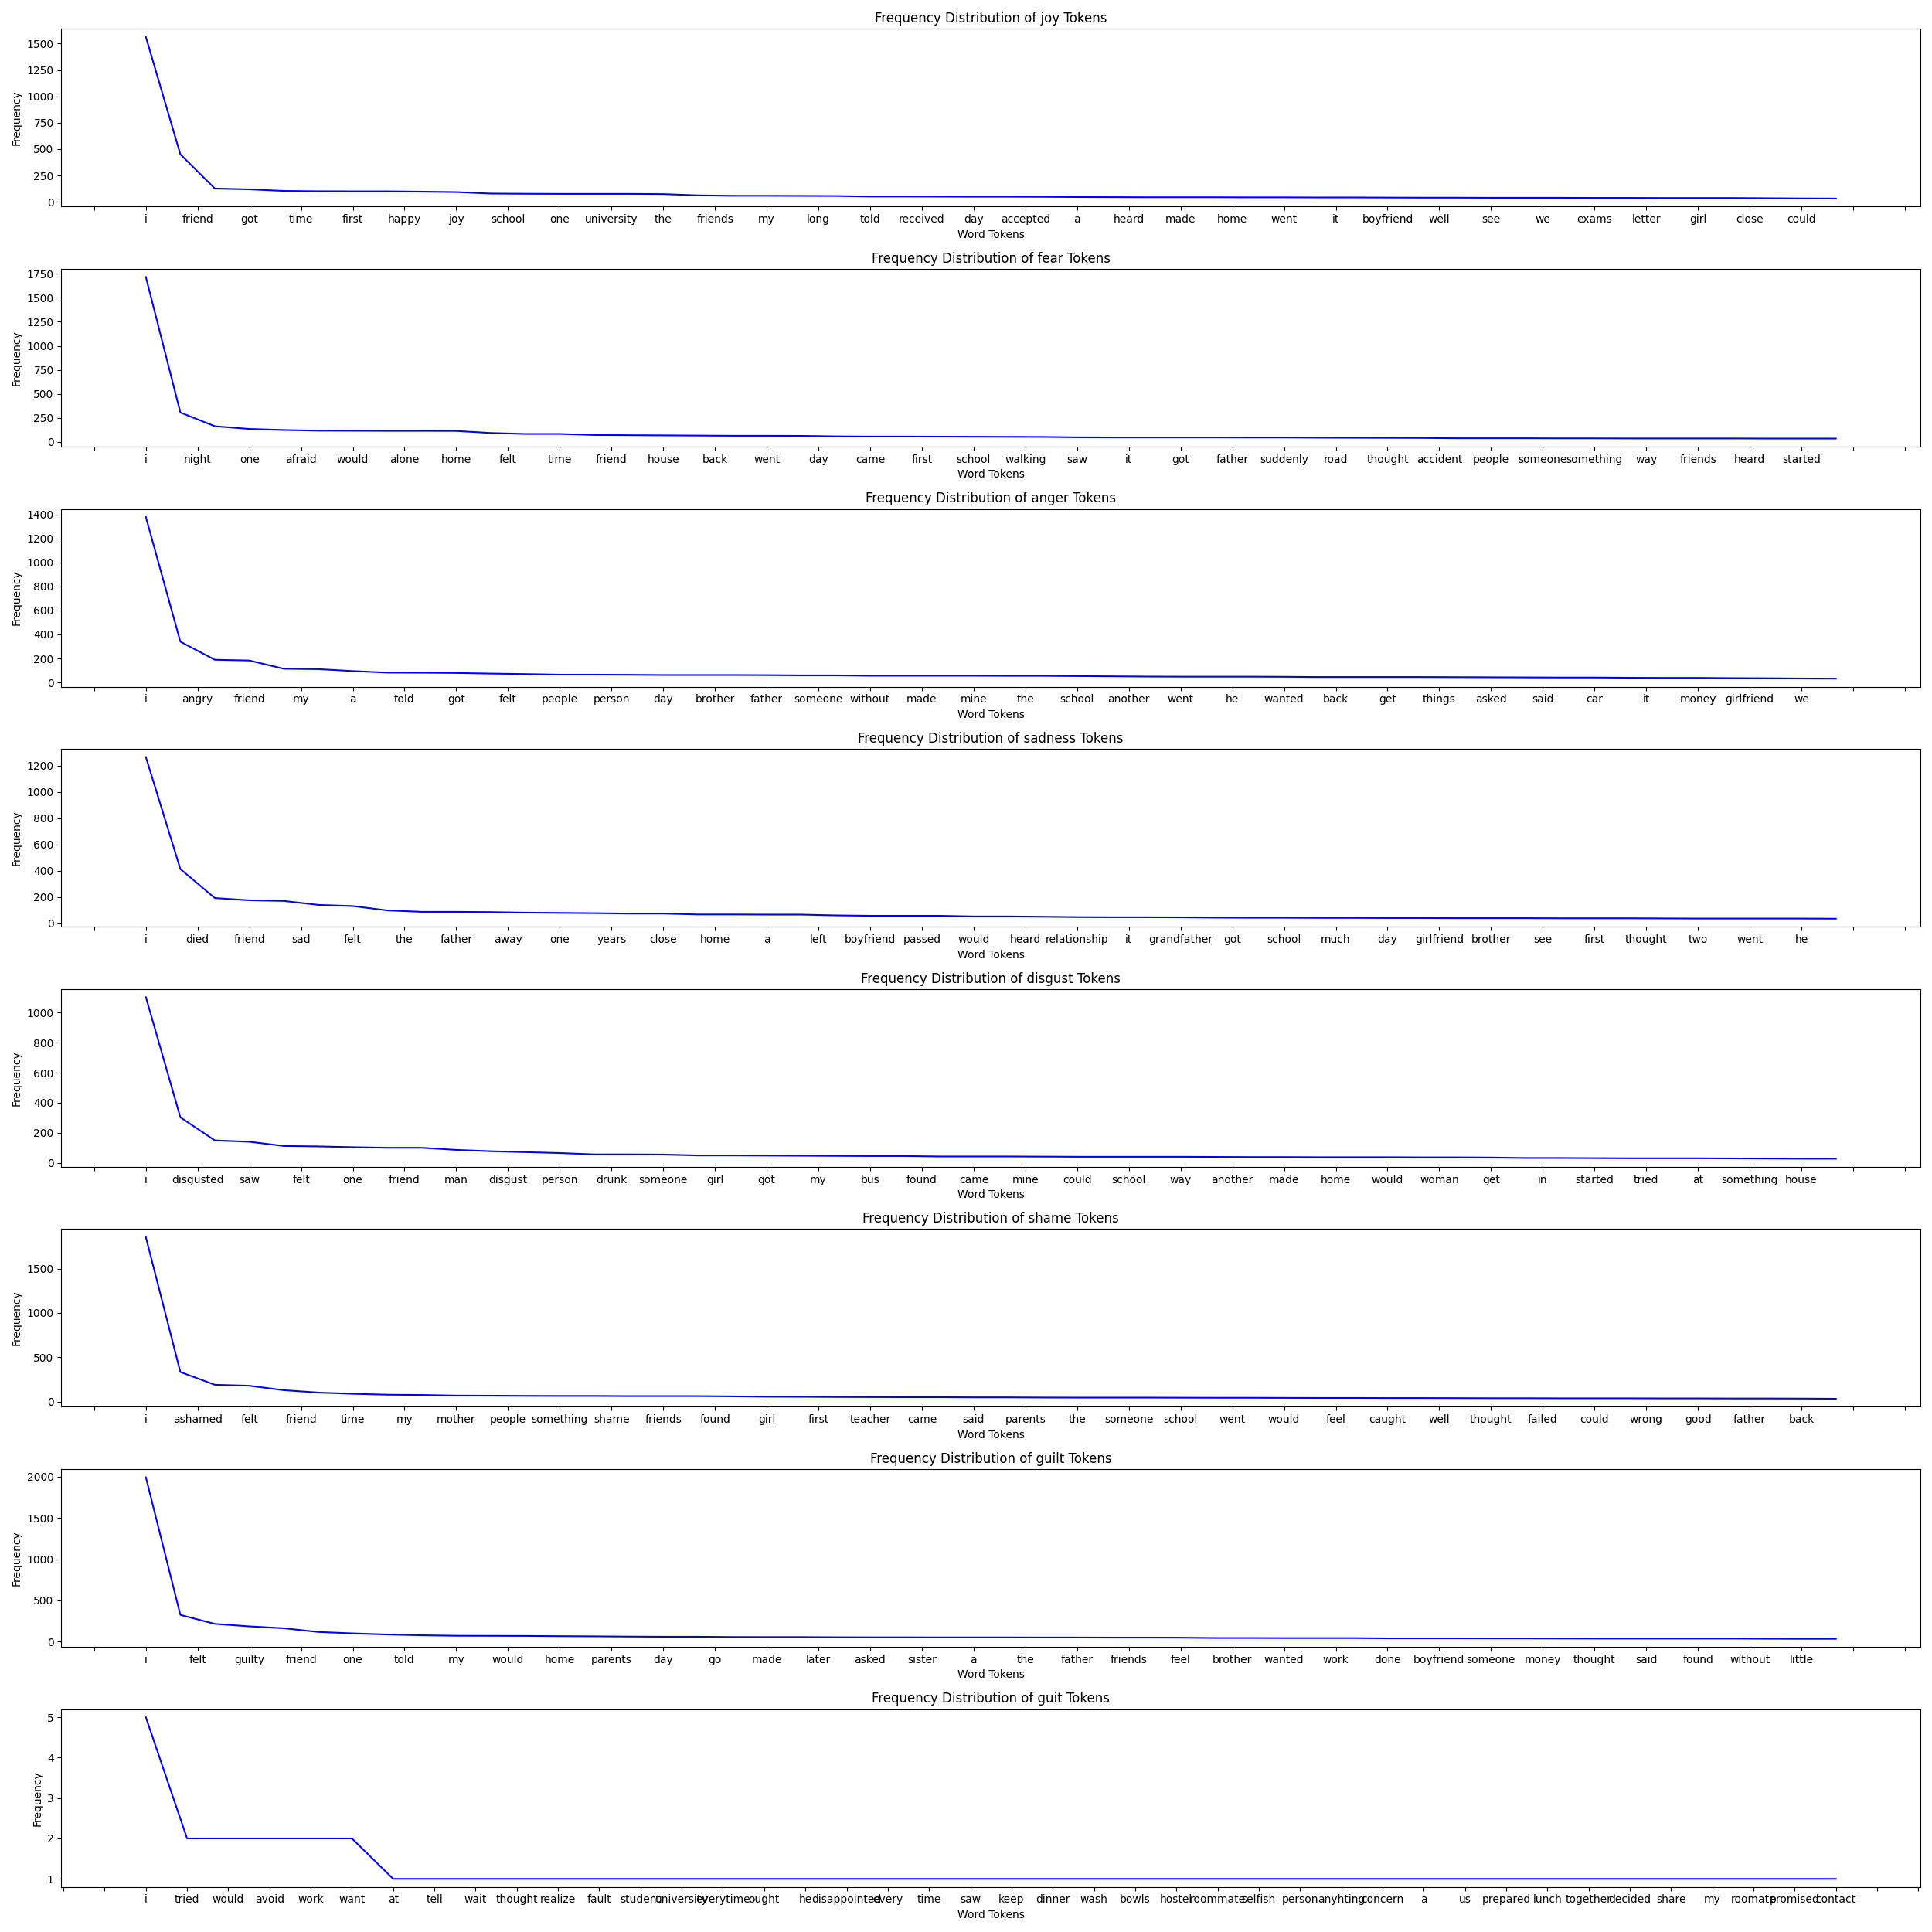 Frequency Distribution of joy Tokens
Frequency
1500
1250
1000
750
500
250
0
i friend got time first happy joy school one university the friends my long told received day accepted a heard made home went it boyfriend well see we exams letter girl close could
Word Tokens
Frequency Distribution of fear Tokens
Frequency
1750
1500
1250
1000
750
500
250
0
i night one afraid would alone home felt time friend house back went day came first school walking saw it got father suddenly road thought accident people someone something way friends heard started
Word Tokens
Frequency Distribution of anger Tokens
Frequency
1400
1200
1000
800
600
400
200
0
i angry friend my a told got felt people person day brother father someone without made mine the school another went he wanted back get things asked said car it money girlfriend we
Word Tokens
Frequency Distribution of sadness Tokens
Frequency
1200
1000
800
600
400
200
0
i died friend sad felt the father away one years close home a left boyfriend passed would heard relationship it grandfather got school much day girlfriend brother see first thought two went he
Word Tokens
Frequency Distribution of disgust Tokens
Frequency
1000
800
600
400
200
0
i disgusted saw felt one friend man disgust person drunk someone girl got my bus found came mine could school way another made home would woman get in started tried at something house
Word Tokens
Frequency Distribution of shame Tokens
Frequency
1500
1000
500
0
i ashamed felt friend time my mother people something shame friends found girl first teacher came said parents the someone school went would feel caught well thought failed could wrong good father back
Word Tokens
Frequency Distribution of guilt Tokens
Frequency
2000
1500
1000
500
0
i felt guilty friend one told my would home parents day go made later asked sister a the father friends feel brother wanted work done boyfriend someone money thought said found without little
Word Tokens
Frequency Distribution of guit Tokens
Frequency
5
4
3
2
1
i tried would avoid work want at tell wait thought realize fault student university everytime ought he disappointed every time saw keep dinner wash bowls hostel roommate selfish person anyhting concern a us prepared lunch together decided share my roomate promised contact
Word Tokens